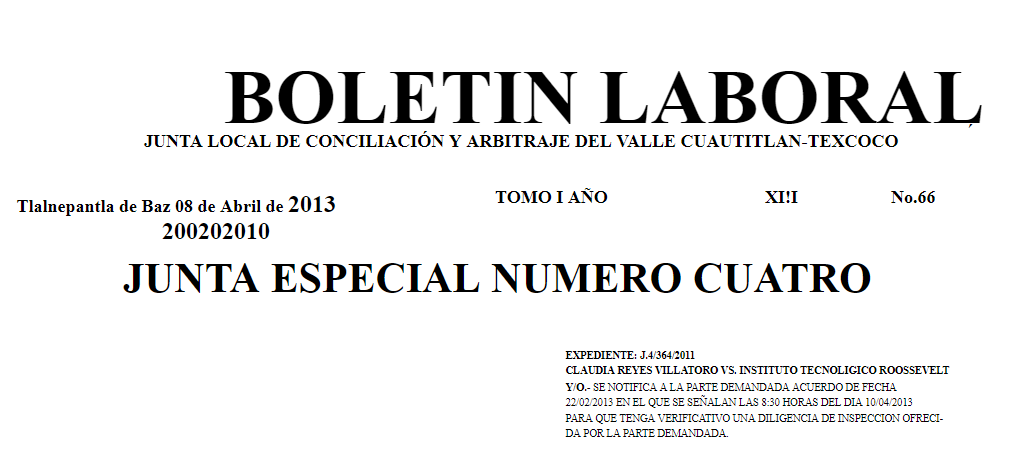 BOLETIN LABORAL
JUNTA LOCAL DE CONCILIACIÓN Y ARBITRAJE DEL VALLE CUAUTITLAN-TEXCOCO
Tlalnepantla de Baz 08 de Abril de 2013 TOMO I AÑO XI!I No.66
200202010
JUNTA ESPECIAL NUMERO CUATRO
EXPEDIENTE: J.4/364/2011
CLAUDIA REYES VILLATORO VS. INSTITUTO TECNOLIGICO ROOSSEVELT
Y/O.- SE NOTIFICA A LA PARTE DEMANDADA ACUERDO DE FECHA
22/02/2013 EN EL QUE SE SEÑALAN LAS 8:30 HORAS DEL DIA 10/04/2013
PARA QUE TENGA VERIFICATIVO UNA DILIGENCIA DE INSPECCION OFRECI-
DA POR LA PARTE DEMANDADA.